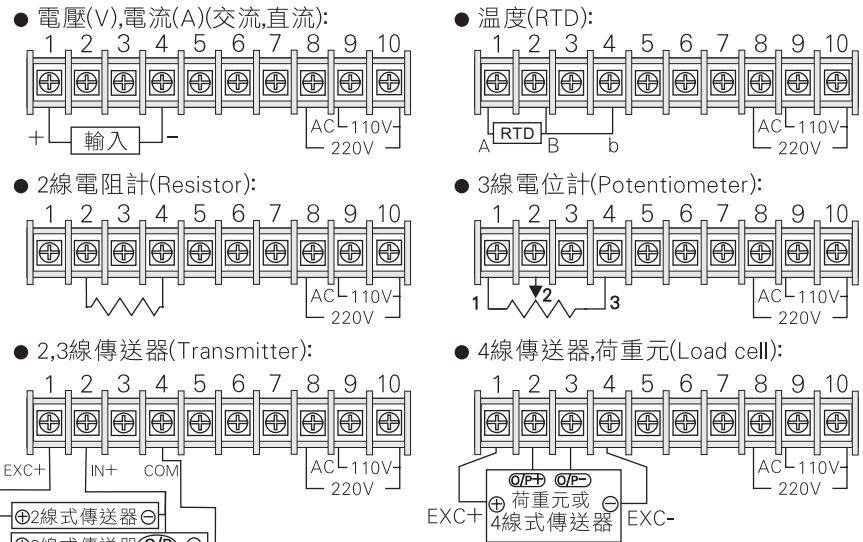 ● 電壓(V),電流(A)(交流,直流):
1 2 3 4 5 6 7 8 9 10
+ 輸入 −
AC 110V
220V
● 温度(RTD):
1 2 3 4 5 6 7 8 9 10
A RTD B b
AC 110V
220V
● 2線電阻計(Resistor):
1 2 3 4 5 6 7 8 9 10
AC 110V
220V
● 3線電位計(Potentiometer):
1 2 3 4 5 6 7 8 9 10
1 2 3
AC 110V
220V
● 2,3線傳送器(Transmitter):
1 2 3 4 5 6 7 8 9 10
EXC+ IN+ COM
AC 110V
220V
⊕2線式傳送器⊖
⊕3線式傳送器 O/P ⊖
● 4線傳送器,荷重元(Load cell):
1 2 3 4 5 6 7 8 9 10
AC 110V
220V
O/P+ O/P−
⊕ 荷重元或 ⊖
4線式傳送器
EXC+ EXC-